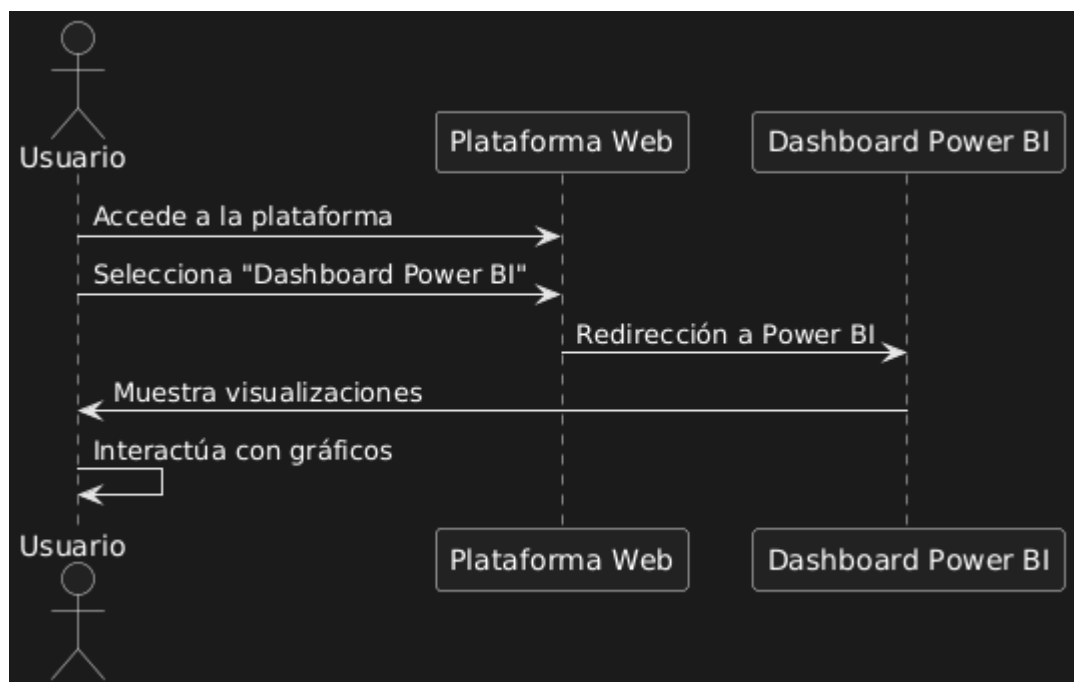 Usuario
Plataforma Web
Dashboard Power BI
Accede a la plataforma
Selecciona "Dashboard Power BI"
Redirección a Power BI
Muestra visualizaciones
Interactúa con gráficos
Usuario
Plataforma Web
Dashboard Power BI